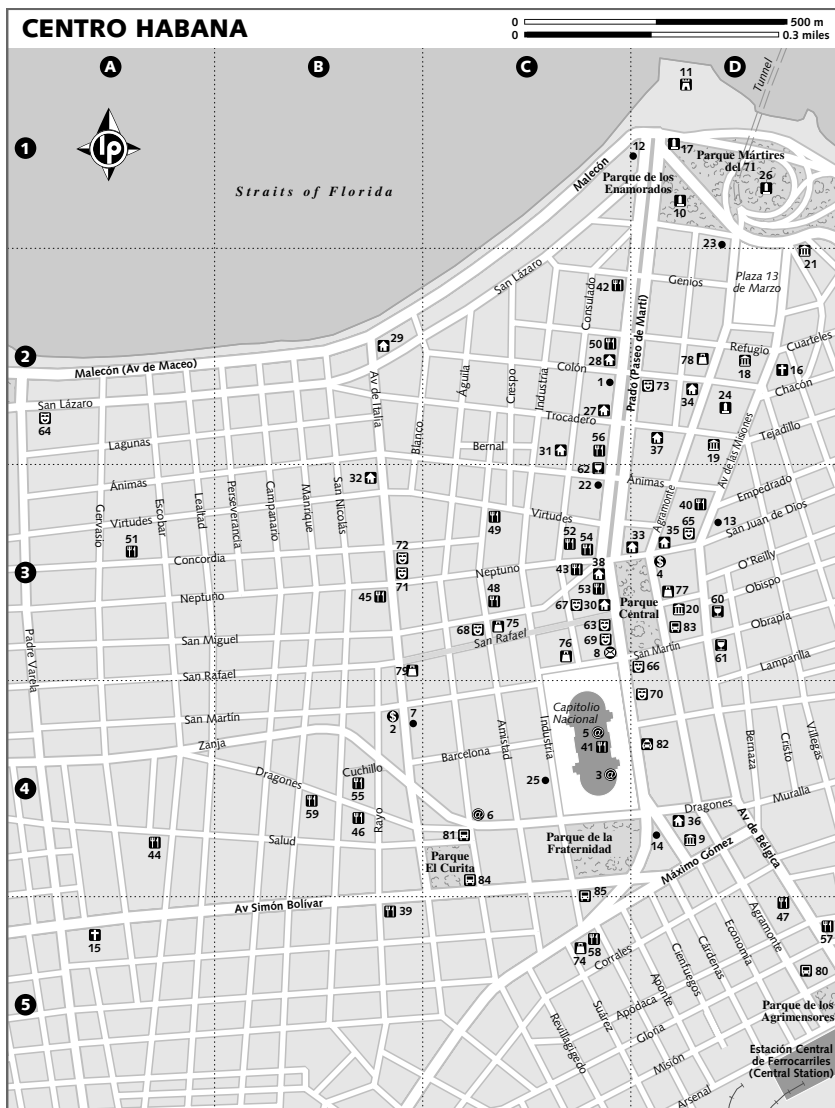 CENTRO HABANA
0 500 m
0 0.3 miles
A
B
C
D
1
2
3
4
5
lp
Straits of Florida
Tunnel
11
12
17
Parque Mártires
del 71
26
Malecón
Parque de los
Enamorados
10
23
21
San Lázaro
Consulado
42
Genios
Plaza 13
de Marzo
Prado (Paseo de Martí)
29
50
28
Colón
1
73
78
Refugio
18
Cuarteles
16
Chacón
34
24
Malecón (Av de Maceo)
Av de Italia
Águila
Crespo
Industria
27
Trocadero
San Lázaro
64
Lagunas
Blanco
Bernal
31
56
37
19
Av de las Misiones
Tejadillo
62
22
Ánimas
32
Ánimas
Gervasio
Virtudes
Escobar
Lealtad
Perseverancia
Campanario
Manrique
San Nicolás
Agramonte
40
Empedrado
65
13
San Juan de Dios
51
49
Virtudes
52
54
33
35
Concordia
72
71
Neptuno
43
38
4
O'Reilly
Neptuno
45
48
53
77
Obispo
67
30
Parque
Central
20
60
68
75
San Rafael
63
83
Obrapía
San Miguel
69
76
8
San Martín
61
Lamparilla
Padre Varela
San Rafael
79
66
70
San Martín
2
7
Capitolio
Nacional
5
41
3
82
Bernaza
Cristo
Villegas
Zanja
Amistad
Industria
Barcelona
25
Cuchillo
Dragones
55
59
46
Rayo
6
Dragones
Muralla
36
9
Av de Bélgica
44
Salud
81
Parque
El Curita
Parque de la
Fraternidad
14
Máximo Gómez
84
85
Av Simón Bolívar
39
47
15
57
58
74
Corrales
Agramonte
Economía
Cárdenas
Cienfuegos
Aponte
80
Suárez
Apodaca
Revillagigedo
Gloria
Misión
Arsenal
Parque de los
Agrimensores
Estación Central
de Ferrocarriles
(Central Station)